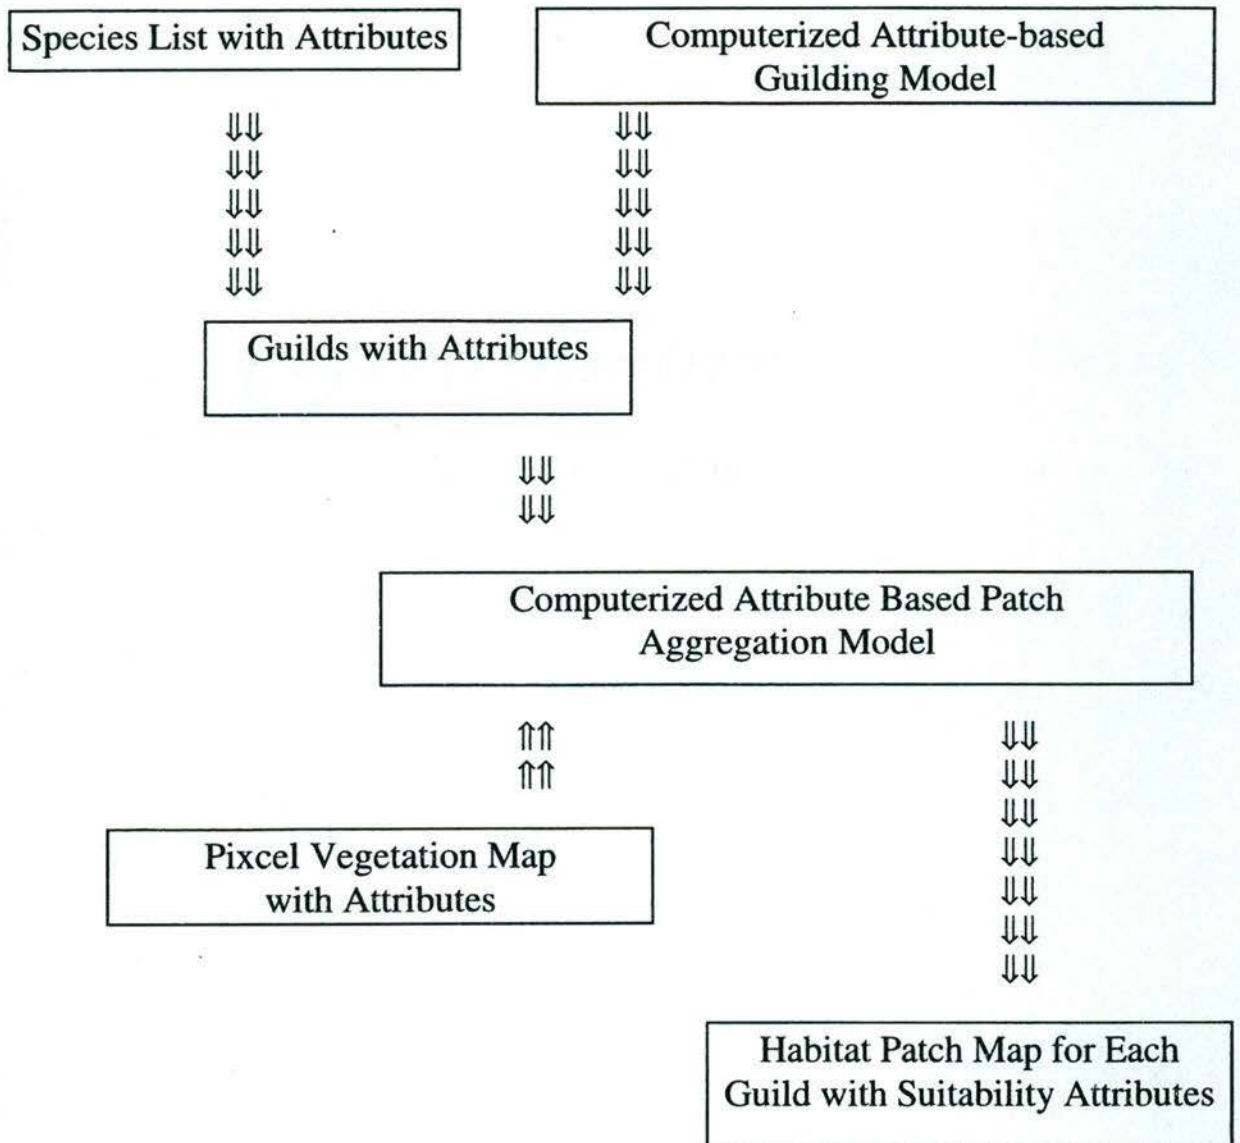 Species List with Attributes
Computerized Attribute-based
Guilding Model
⇓⇓ ⇓⇓
⇓⇓ ⇓⇓
⇓⇓ ⇓⇓
⇓⇓ ⇓⇓
⇓⇓ ⇓⇓
Guilds with Attributes
⇓⇓
⇓⇓
Computerized Attribute Based Patch
Aggregation Model
⇑⇑ ⇓⇓
⇑⇑ ⇓⇓
⇓⇓
Pixcel Vegetation Map
with Attributes
⇓⇓
⇓⇓
⇓⇓
⇓⇓
Habitat Patch Map for Each
Guild with Suitability Attributes